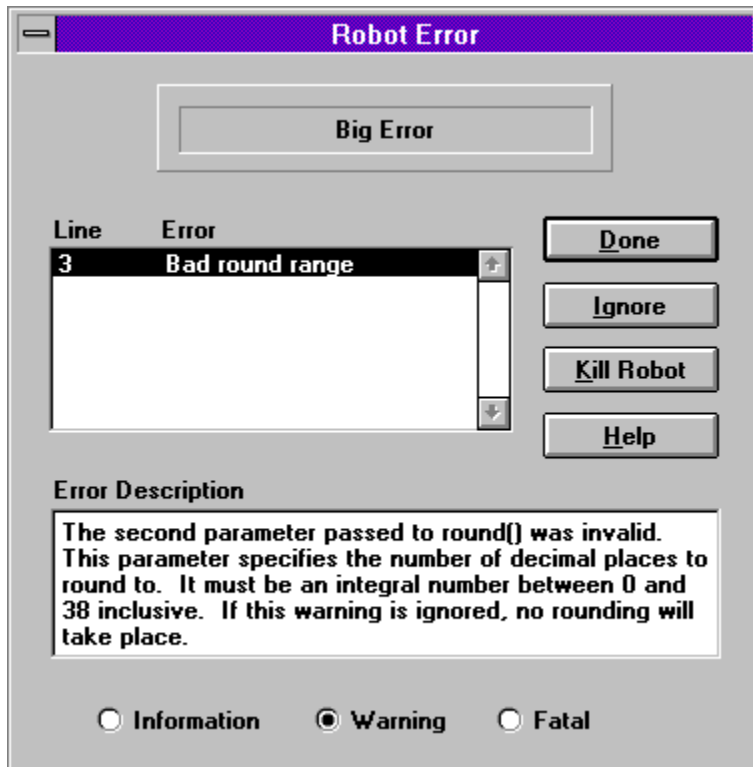 Robot Error
Big Error
Line Error
3 Bad round range
Done
Ignore
Kill Robot
Help
Error Description
The second parameter passed to round() was invalid.
This parameter specifies the number of decimal places to
round to.  It must be an integral number between 0 and
38 inclusive.  If this warning is ignored, no rounding will
take place.
Information Warning Fatal